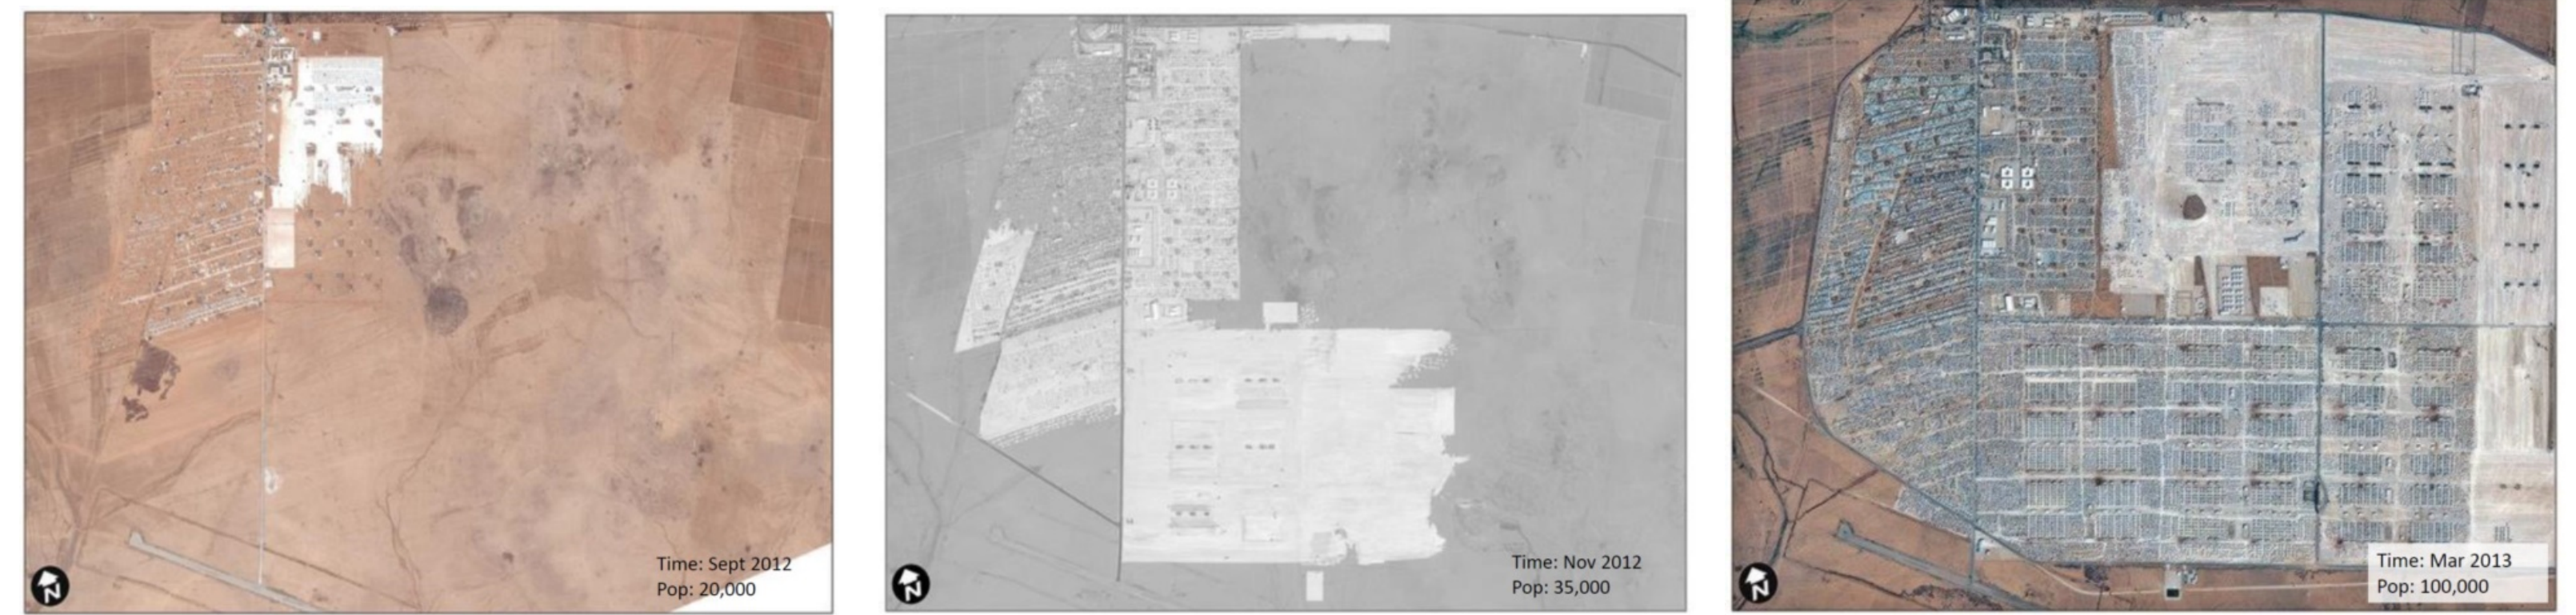 Time: Sept 2012
Pop: 20,000
N
Time: Nov 2012
Pop: 35,000
N
Time: Mar 2013
Pop: 100,000
N